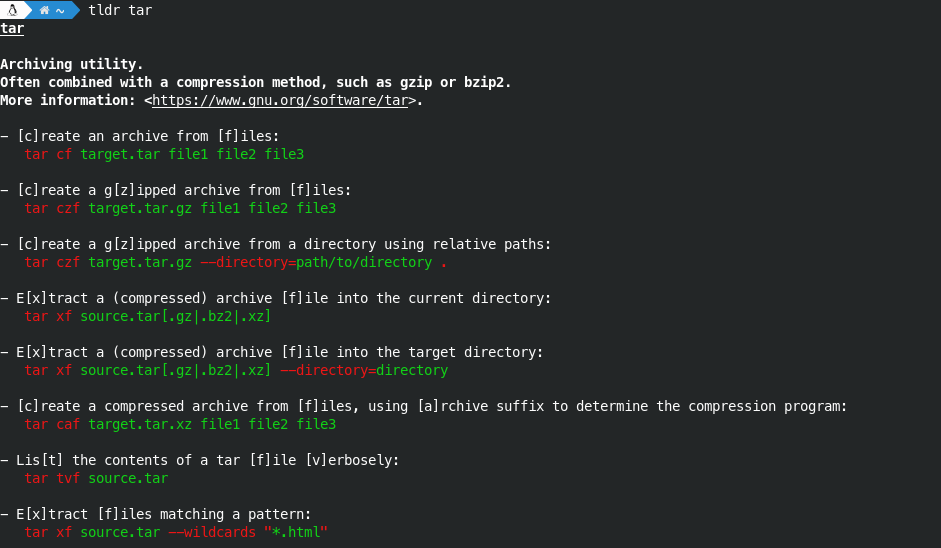 ~ tldr tar
tar
Archiving utility.
Often combined with a compression method, such as gzip or bzip2.
More information: <https://www.gnu.org/software/tar>.
- [c]reate an archive from [f]iles:
tar cf target.tar file1 file2 file3
- [c]reate a g[z]ipped archive from [f]iles:
tar czf target.tar.gz file1 file2 file3
- [c]reate a g[z]ipped archive from a directory using relative paths:
tar czf target.tar.gz --directory=path/to/directory .
- E[x]tract a (compressed) archive [f]ile into the current directory:
tar xf source.tar[.gz|.bz2|.xz]
- E[x]tract a (compressed) archive [f]ile into the target directory:
tar xf source.tar[.gz|.bz2|.xz] --directory=directory
- [c]reate a compressed archive from [f]iles, using [a]rchive suffix to determine the compression program:
tar caf target.tar.xz file1 file2 file3
- Lis[t] the contents of a tar [f]ile [v]erbosely:
tar tvf source.tar
- E[x]tract [f]iles matching a pattern:
tar xf source.tar --wildcards "*.html"